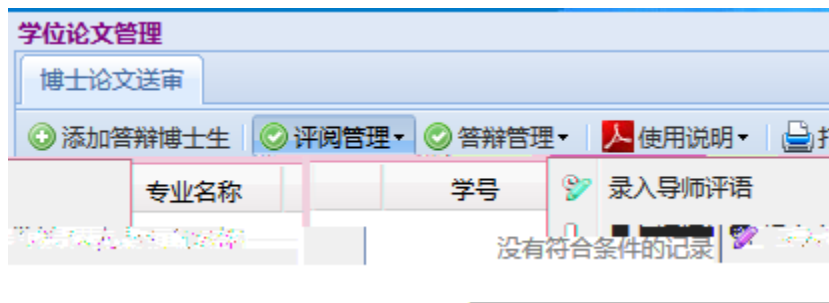 学位论文管理
博士论文送审
添加答辩博士生 评阅管理 答辩管理 使用说明
专业名称 学号 录入导师评语
没有符合条件的记录